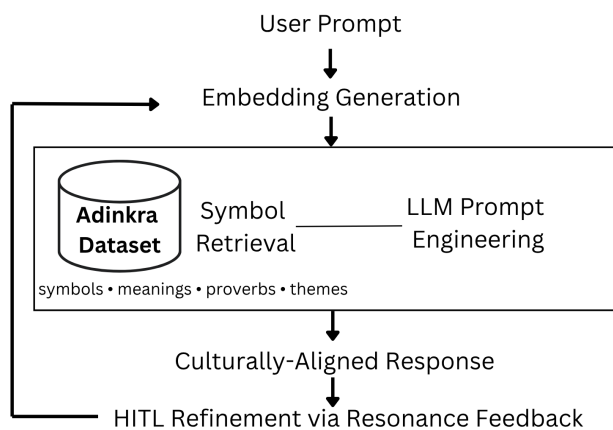 User Prompt
Embedding Generation
Adinkra
Dataset
Symbol
Retrieval
LLM Prompt
Engineering
symbols • meanings • proverbs • themes
Culturally-Aligned Response
HITL Refinement via Resonance Feedback